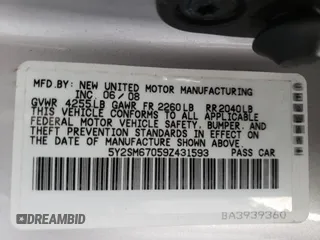 MFD.BY: NEW UNITED MOTOR MANUFACTURING
INC. 06/08
GVWR 4255LB GAWR FR 2260LB RR 2040LB
THIS VEHICLE CONFORMS TO ALL APPLICABLE
FEDERAL MOTOR VEHICLE SAFETY, BUMPER, AND
THEFT PREVENTION STANDARDS IN EFFECT ON
THE DATE OF MANUFACTURE SHOWN ABOVE.
5Y2SM67059Z431593 PASS CAR
BA3939360
DREAMBID